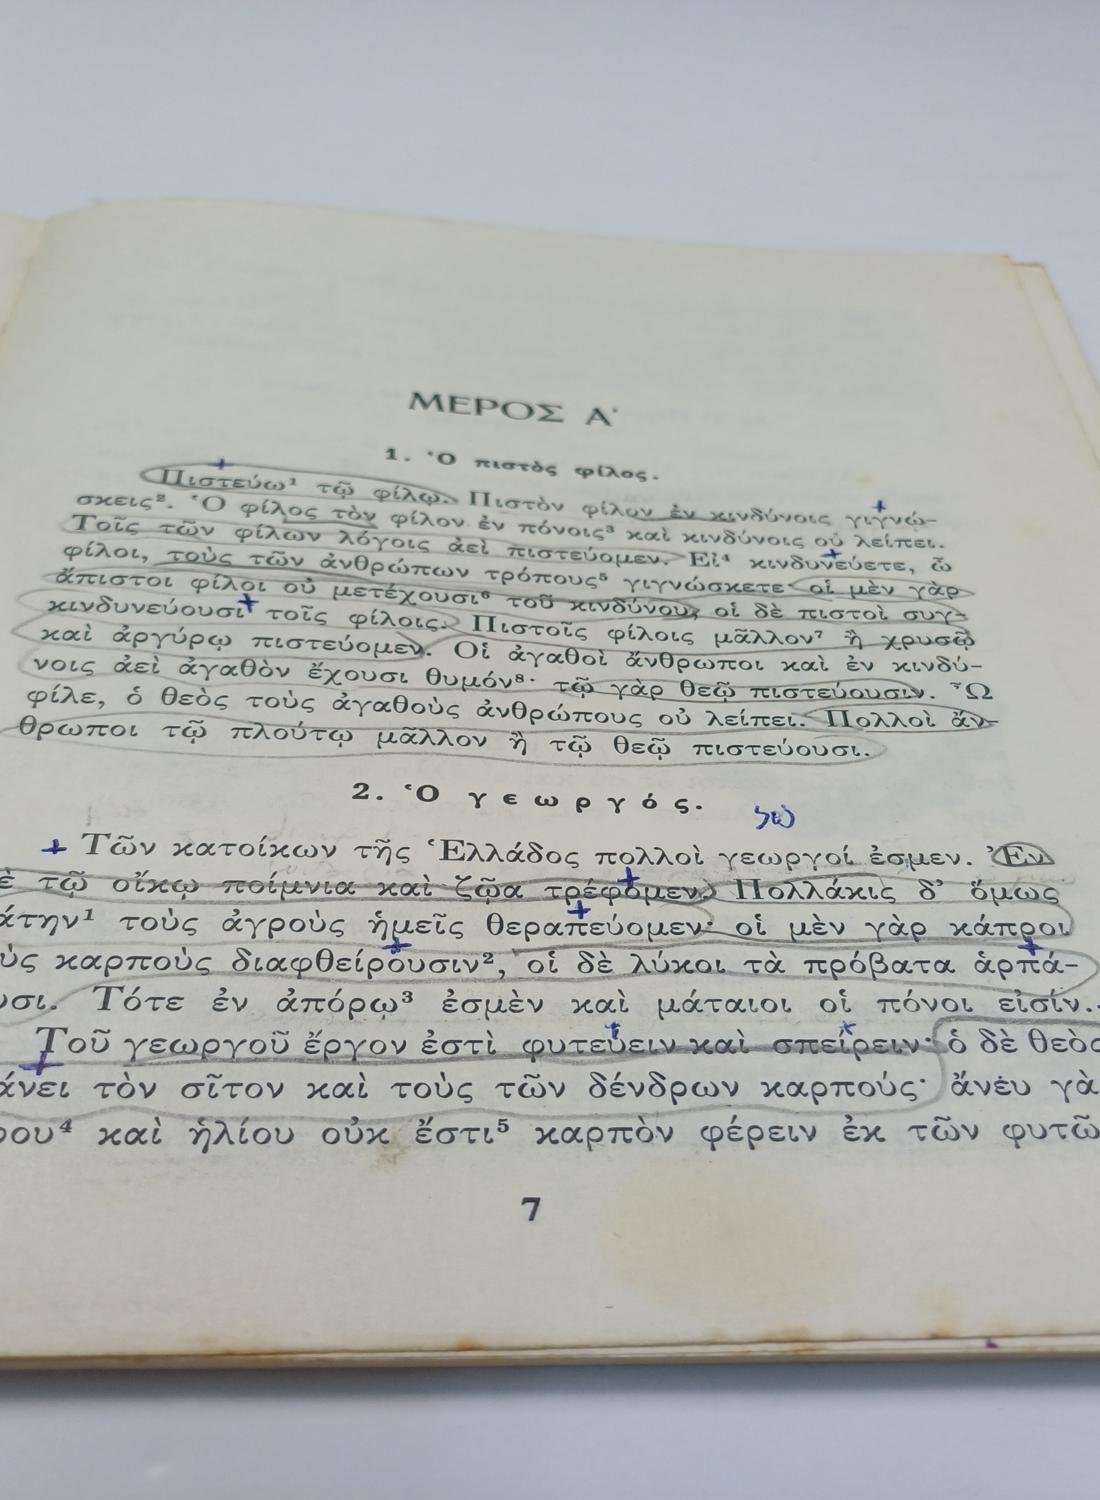 ΜΕΡΟΣ Α'
1. Ὁ πιστὸς φίλος.
Πιστεύω¹ τῷ φίλῳ. Πιστὸν φίλον ἐν κινδύνοις γιγνώ-
σκεις². Ὁ φίλος τὸν φίλον ἐν πόνοις³ καὶ κινδύνοις οὐ λείπει.
Τοῖς τῶν φίλων λόγοις ἀεὶ πιστεύομεν. Εἰ⁴ κινδυνεύετε, ὦ
φίλοι, τοὺς τῶν ἀνθρώπων τρόπους⁵ γιγνώσκετε· οἱ μὲν γὰρ
ἄπιστοι φίλοι οὐ μετέχουσι⁶ τοῦ κινδύνου, οἱ δὲ πιστοὶ συγ-
κινδυνεύουσι τοῖς φίλοις. Πιστοῖς φίλοις μᾶλλον⁷ ἢ χρυσῷ
καὶ ἀργύρῳ πιστεύομεν. Οἱ ἀγαθοὶ ἄνθρωποι καὶ ἐν κινδύ-
νοις ἀεὶ ἀγαθὸν ἔχουσι θυμόν⁸· τῷ γὰρ θεῷ πιστεύουσιν. Ὦ
φίλε, ὁ θεὸς τοὺς ἀγαθοὺς ἀνθρώπους οὐ λείπει. Πολλοὶ ἄν-
θρωποι τῷ πλούτῳ μᾶλλον ἢ τῷ θεῷ πιστεύουσι.
2. Ὁ γεωργός.
Τῶν κατοίκων τῆς Ἑλλάδος πολλοὶ γεωργοί ἐσμεν. Ἐν
τῷ οἴκῳ ποίμνια καὶ ζῷα τρέφομεν. Πολλάκις δ' ὅμως
άτην¹ τοὺς ἀγροὺς ἡμεῖς θεραπεύομεν· οἱ μὲν γὰρ κάπροι
ὺς καρποὺς διαφθείρουσιν², οἱ δὲ λύκοι τὰ πρόβατα ἁρπά-
υσι. Τότε ἐν ἀπόρῳ³ ἐσμὲν καὶ μάταιοι οἱ πόνοι εἰσίν.
Τοῦ γεωργοῦ ἔργον ἐστὶ φυτεύειν καὶ σπείρειν· ὁ δὲ θεὸς
άνει τὸν σῖτον καὶ τοὺς τῶν δένδρων καρπούς· ἄνευ γὰ
ρου⁴ καὶ ἡλίου οὐκ ἔστι⁵ καρπὸν φέρειν ἐκ τῶν φυτῶ
7